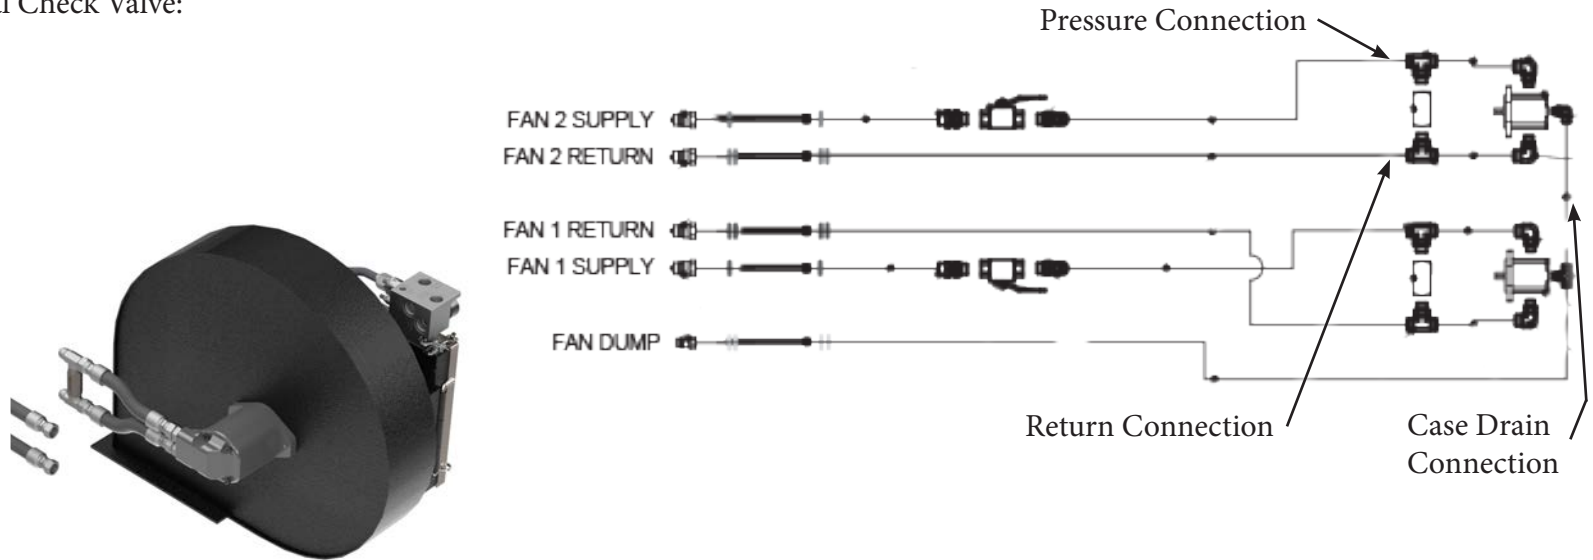 Check Valve:
Pressure Connection
FAN 2 SUPPLY
FAN 2 RETURN
FAN 1 RETURN
FAN 1 SUPPLY
FAN DUMP
Return Connection
Case Drain
Connection